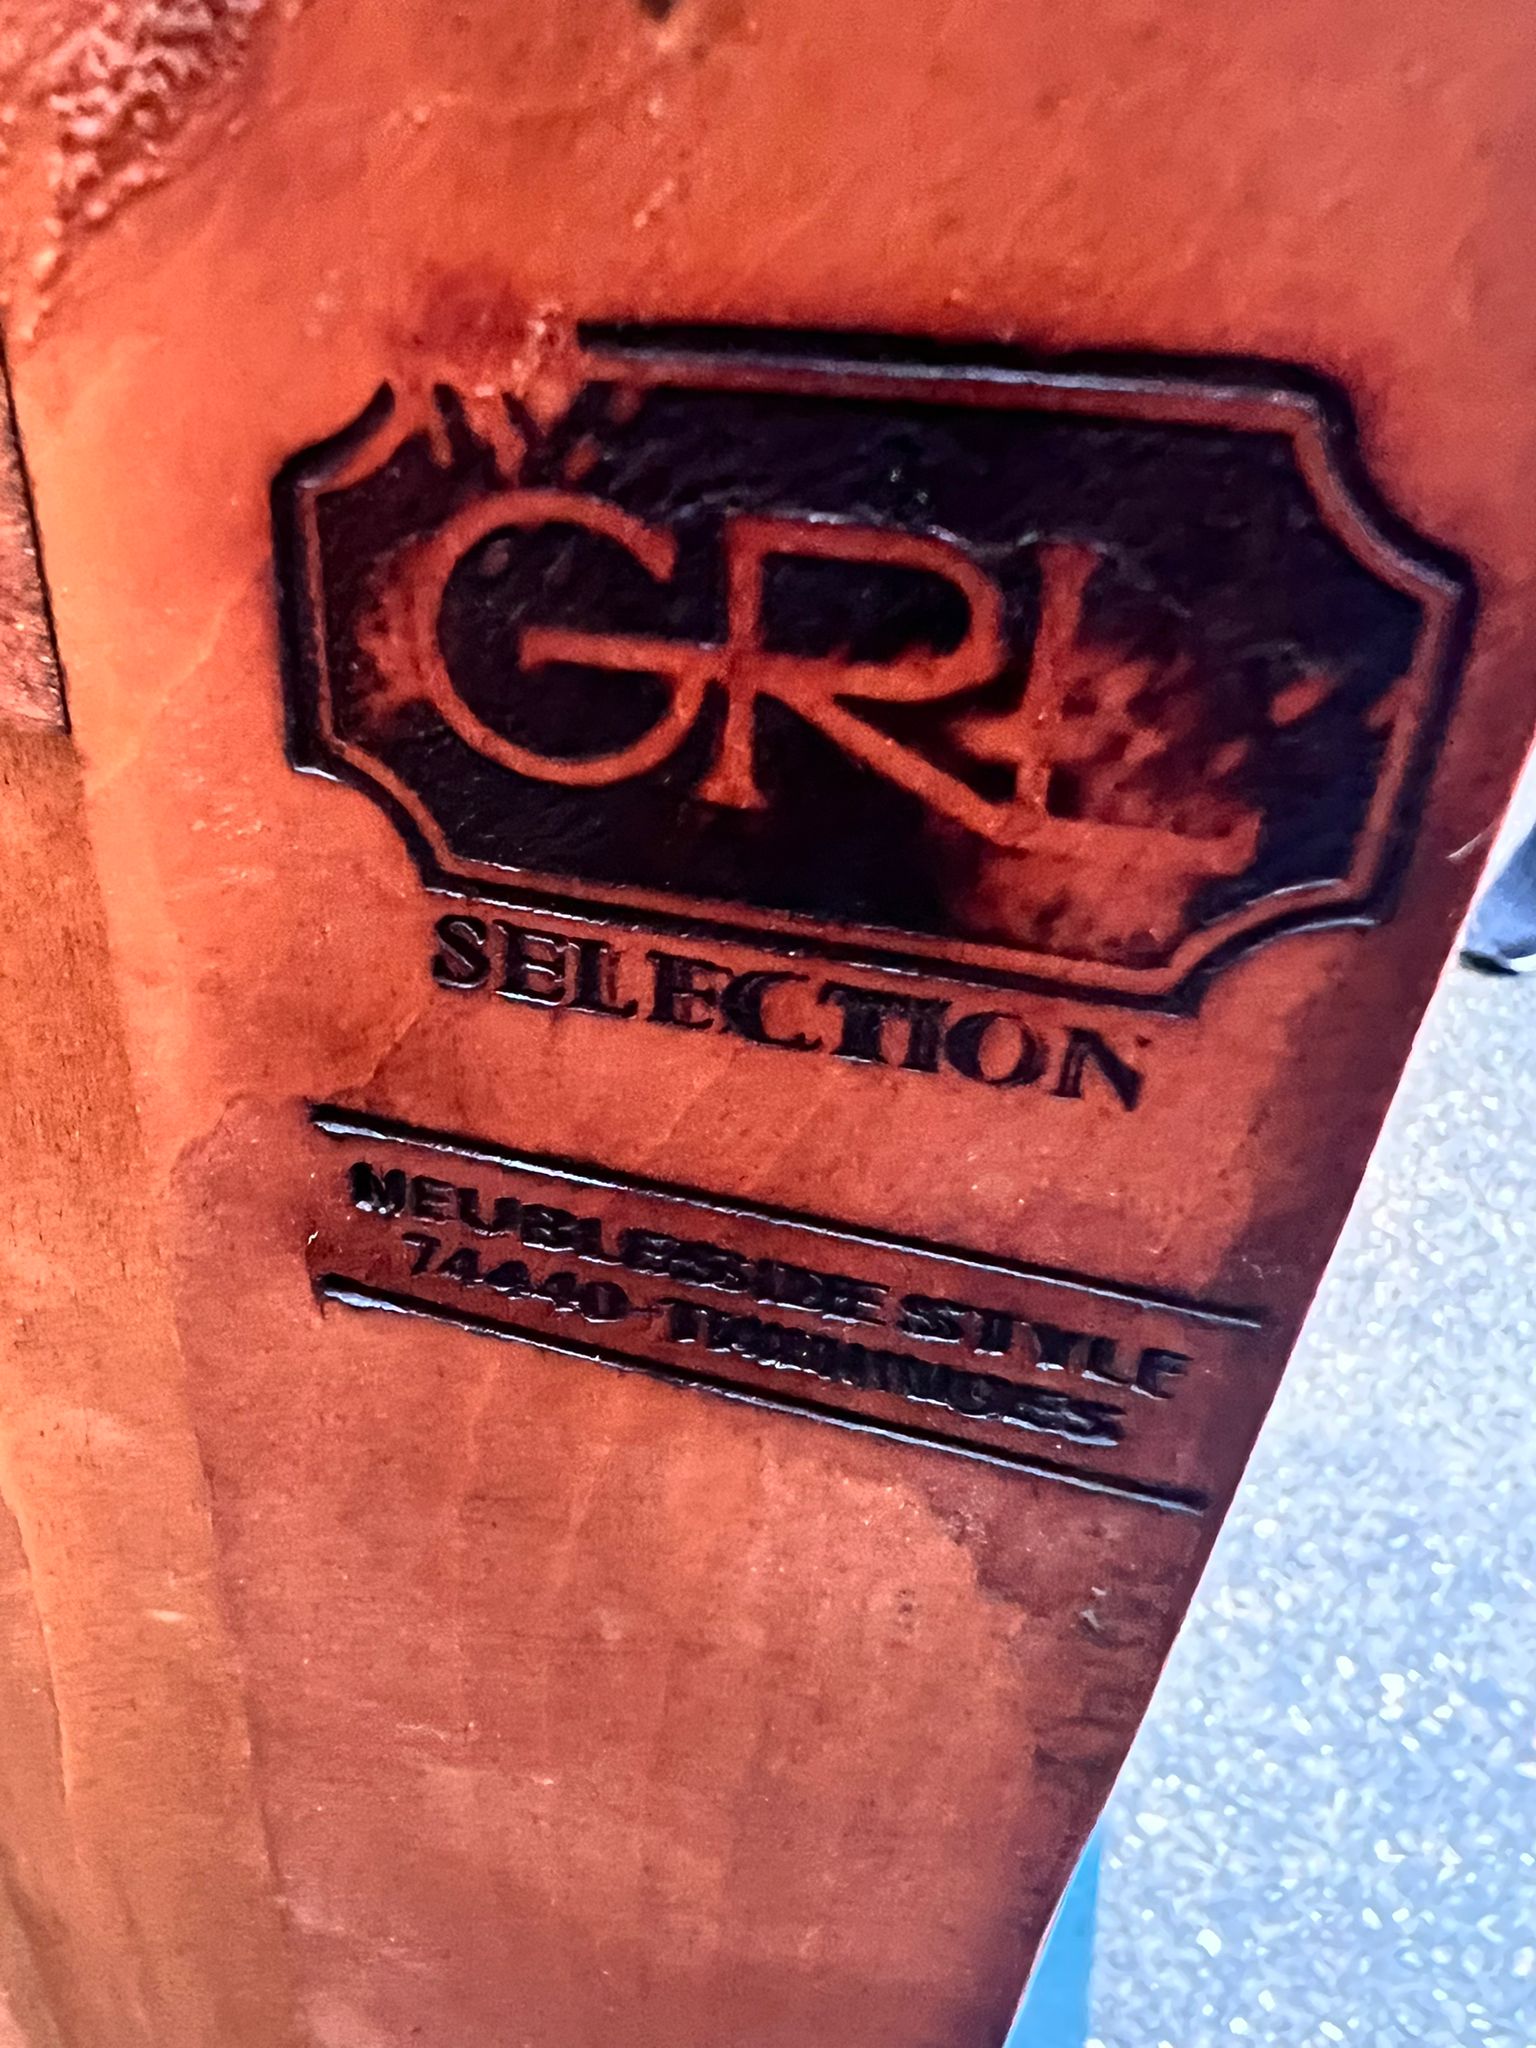 GRL
SELECTION
MEUBLES DE STYLE
74440 TANINGES